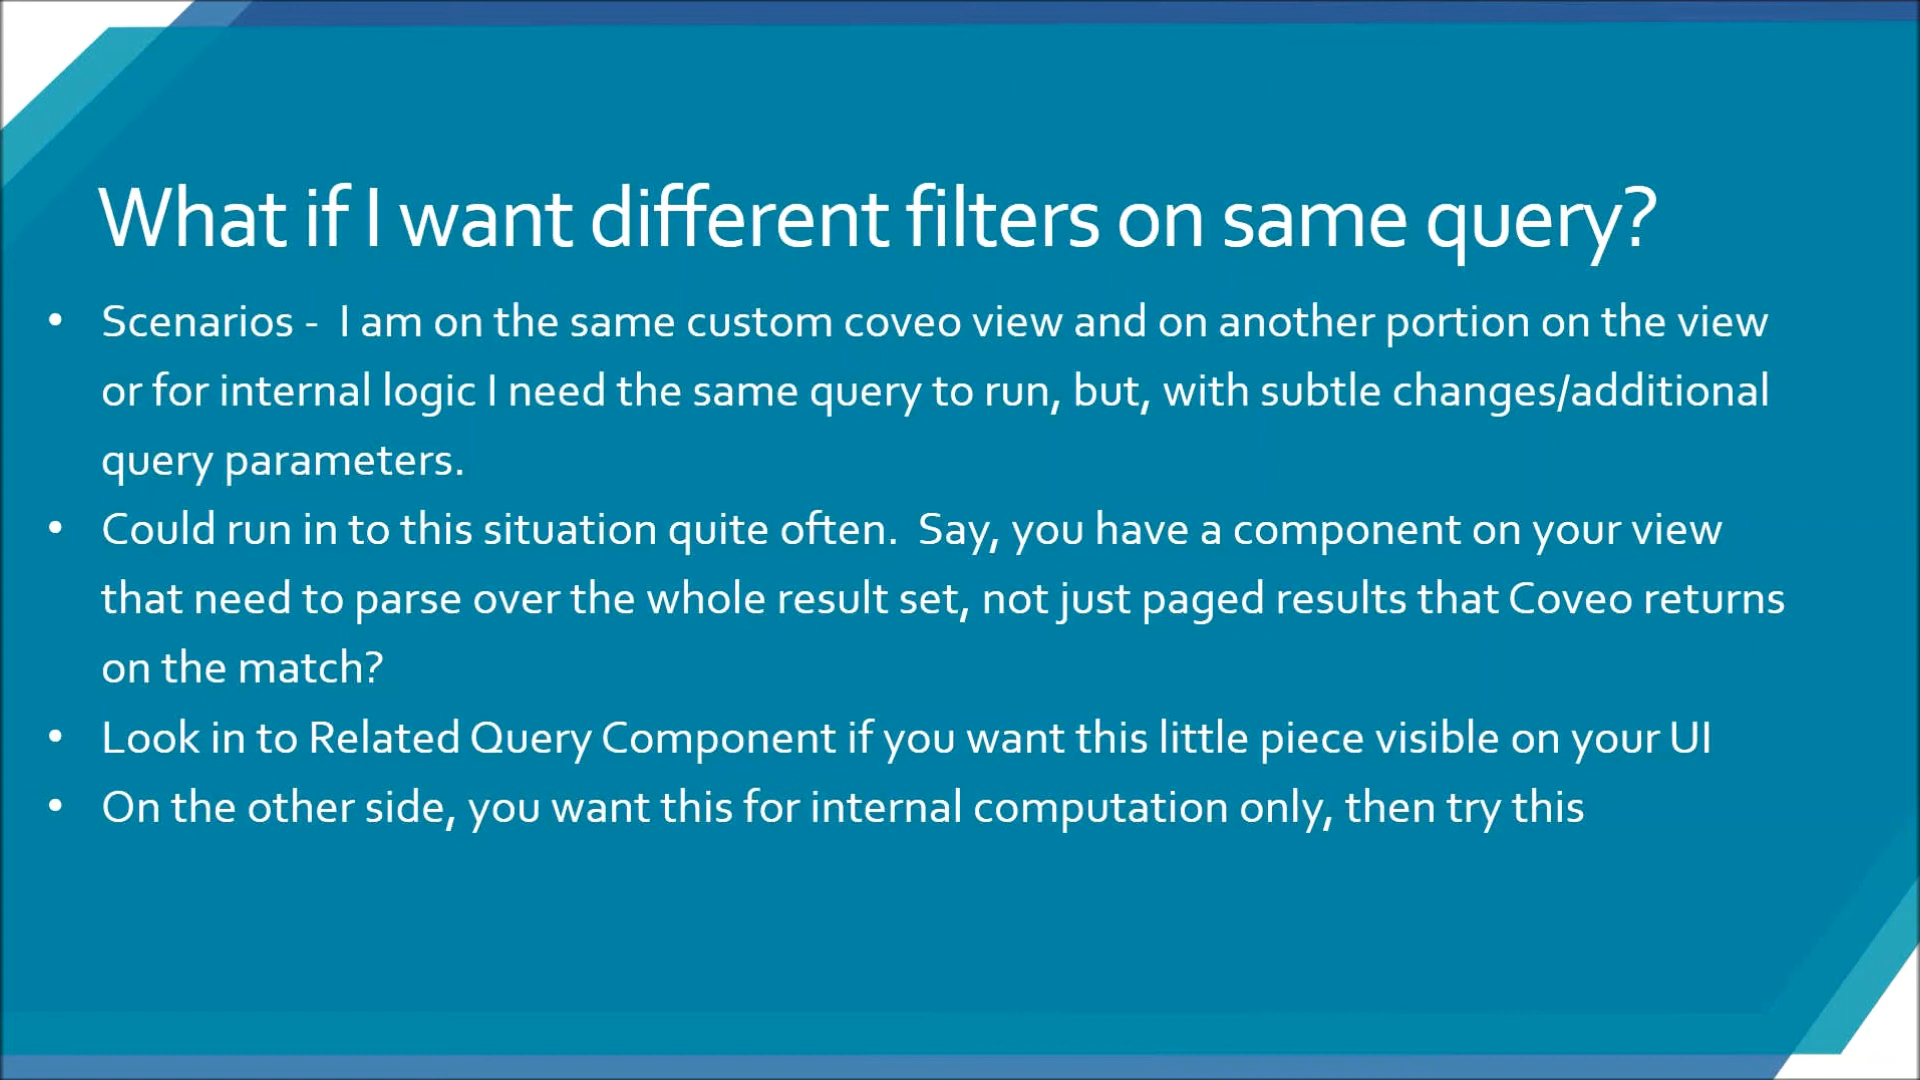 What if I want different filters on same query?
• Scenarios - I am on the same custom coveo view and on another portion on the view
or for internal logic I need the same query to run, but, with subtle changes/additional
query parameters.
• Could run in to this situation quite often. Say, you have a component on your view
that need to parse over the whole result set, not just paged results that Coveo returns
on the match?
• Look in to Related Query Component if you want this little piece visible on your UI
• On the other side, you want this for internal computation only, then try this